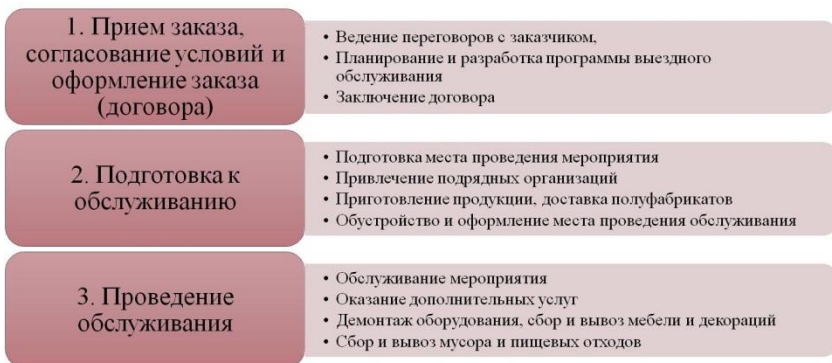 1. Прием заказа,
согласование условий и
оформление заказа
(договора)
• Ведение переговоров с заказчиком,
• Планирование и разработка программы выездного
обслуживания
• Заключение договора
2. Подготовка к
обслуживанию
• Подготовка места проведения мероприятия
• Привлечение подрядных организаций
• Приготовление продукции, доставка полуфабрикатов
• Обустройство и оформление места проведения обслуживания
3. Проведение
обслуживания
• Обслуживание мероприятия
• Оказание дополнительных услуг
• Демонтаж оборудования, сбор и вывоз мебели и декораций
• Сбор и вывоз мусора и пищевых отходов